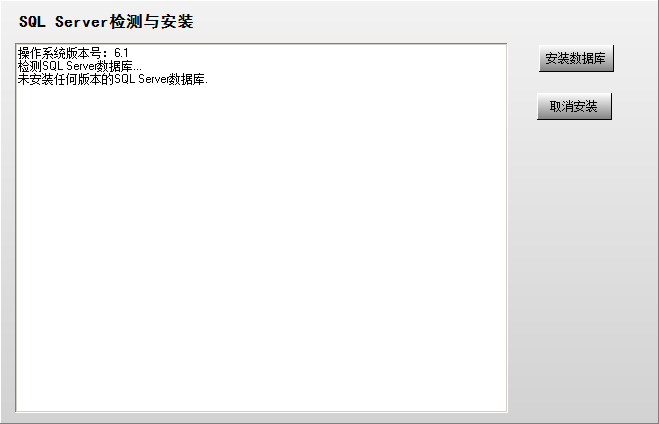 SQL Server检测与安装
操作系统版本号：6.1
检测SQL Server数据库...
未安装任何版本的SQL Server数据库.
安装数据库
取消安装